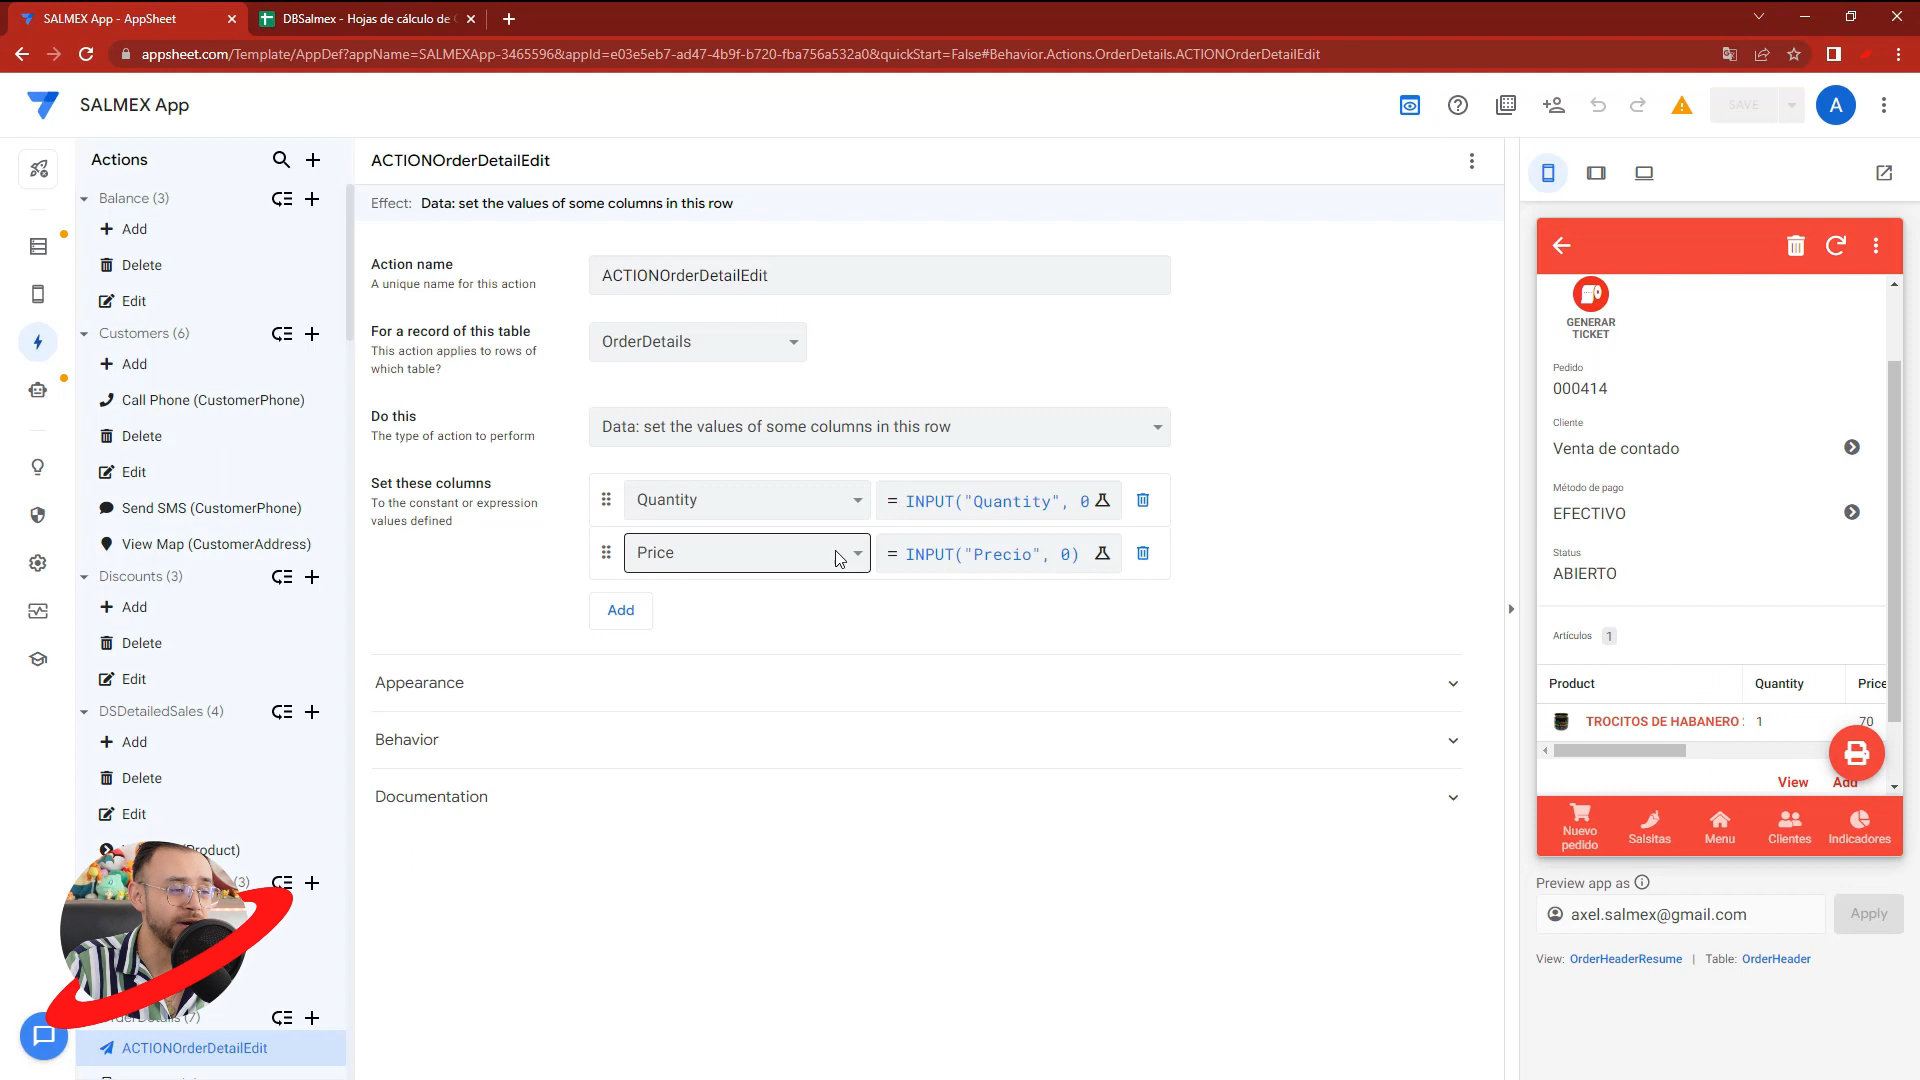 SALMEX App - AppSheet
DBSalmex - Hojas de cálculo de
appsheet.com/Template/AppDef?appName=SALMEXApp-3465596&appId=e03e5eb7-ad47-4b9f-b720-fba756a532a0&quickStart=False#Behavior.Actions.OrderDetails.ACTIONOrderDetailEdit
SALMEX App
SAVE
A
Actions
Balance (3)
Add
Delete
Edit
Customers (6)
Add
Call Phone (CustomerPhone)
Delete
Edit
Send SMS (CustomerPhone)
View Map (CustomerAddress)
Discounts (3)
Add
Delete
Edit
DSDetailedSales (4)
Add
Delete
Edit
Product)
(3)
OrderDetails (7)
ACTIONOrderDetailEdit
ACTIONOrderDetailEdit
Effect: Data: set the values of some columns in this row
Action name
A unique name for this action
ACTIONOrderDetailEdit
For a record of this table
This action applies to rows of
which table?
OrderDetails
Do this
The type of action to perform
Data: set the values of some columns in this row
Set these columns
To the constant or expression
values defined
Quantity = INPUT("Quantity", 0
Price = INPUT("Precio", 0)
Add
Appearance
Behavior
Documentation
GENERAR
TICKET
Pedido
000414
Cliente
Venta de contado
Método de pago
EFECTIVO
Status
ABIERTO
Artículos 1
Product Quantity Price
TROCITOS DE HABANERO 1 70
View Add
Nuevo
pedido
Salsitas
Menu
Clientes
Indicadores
Preview app as
axel.salmex@gmail.com
Apply
View: OrderHeaderResume | Table: OrderHeader